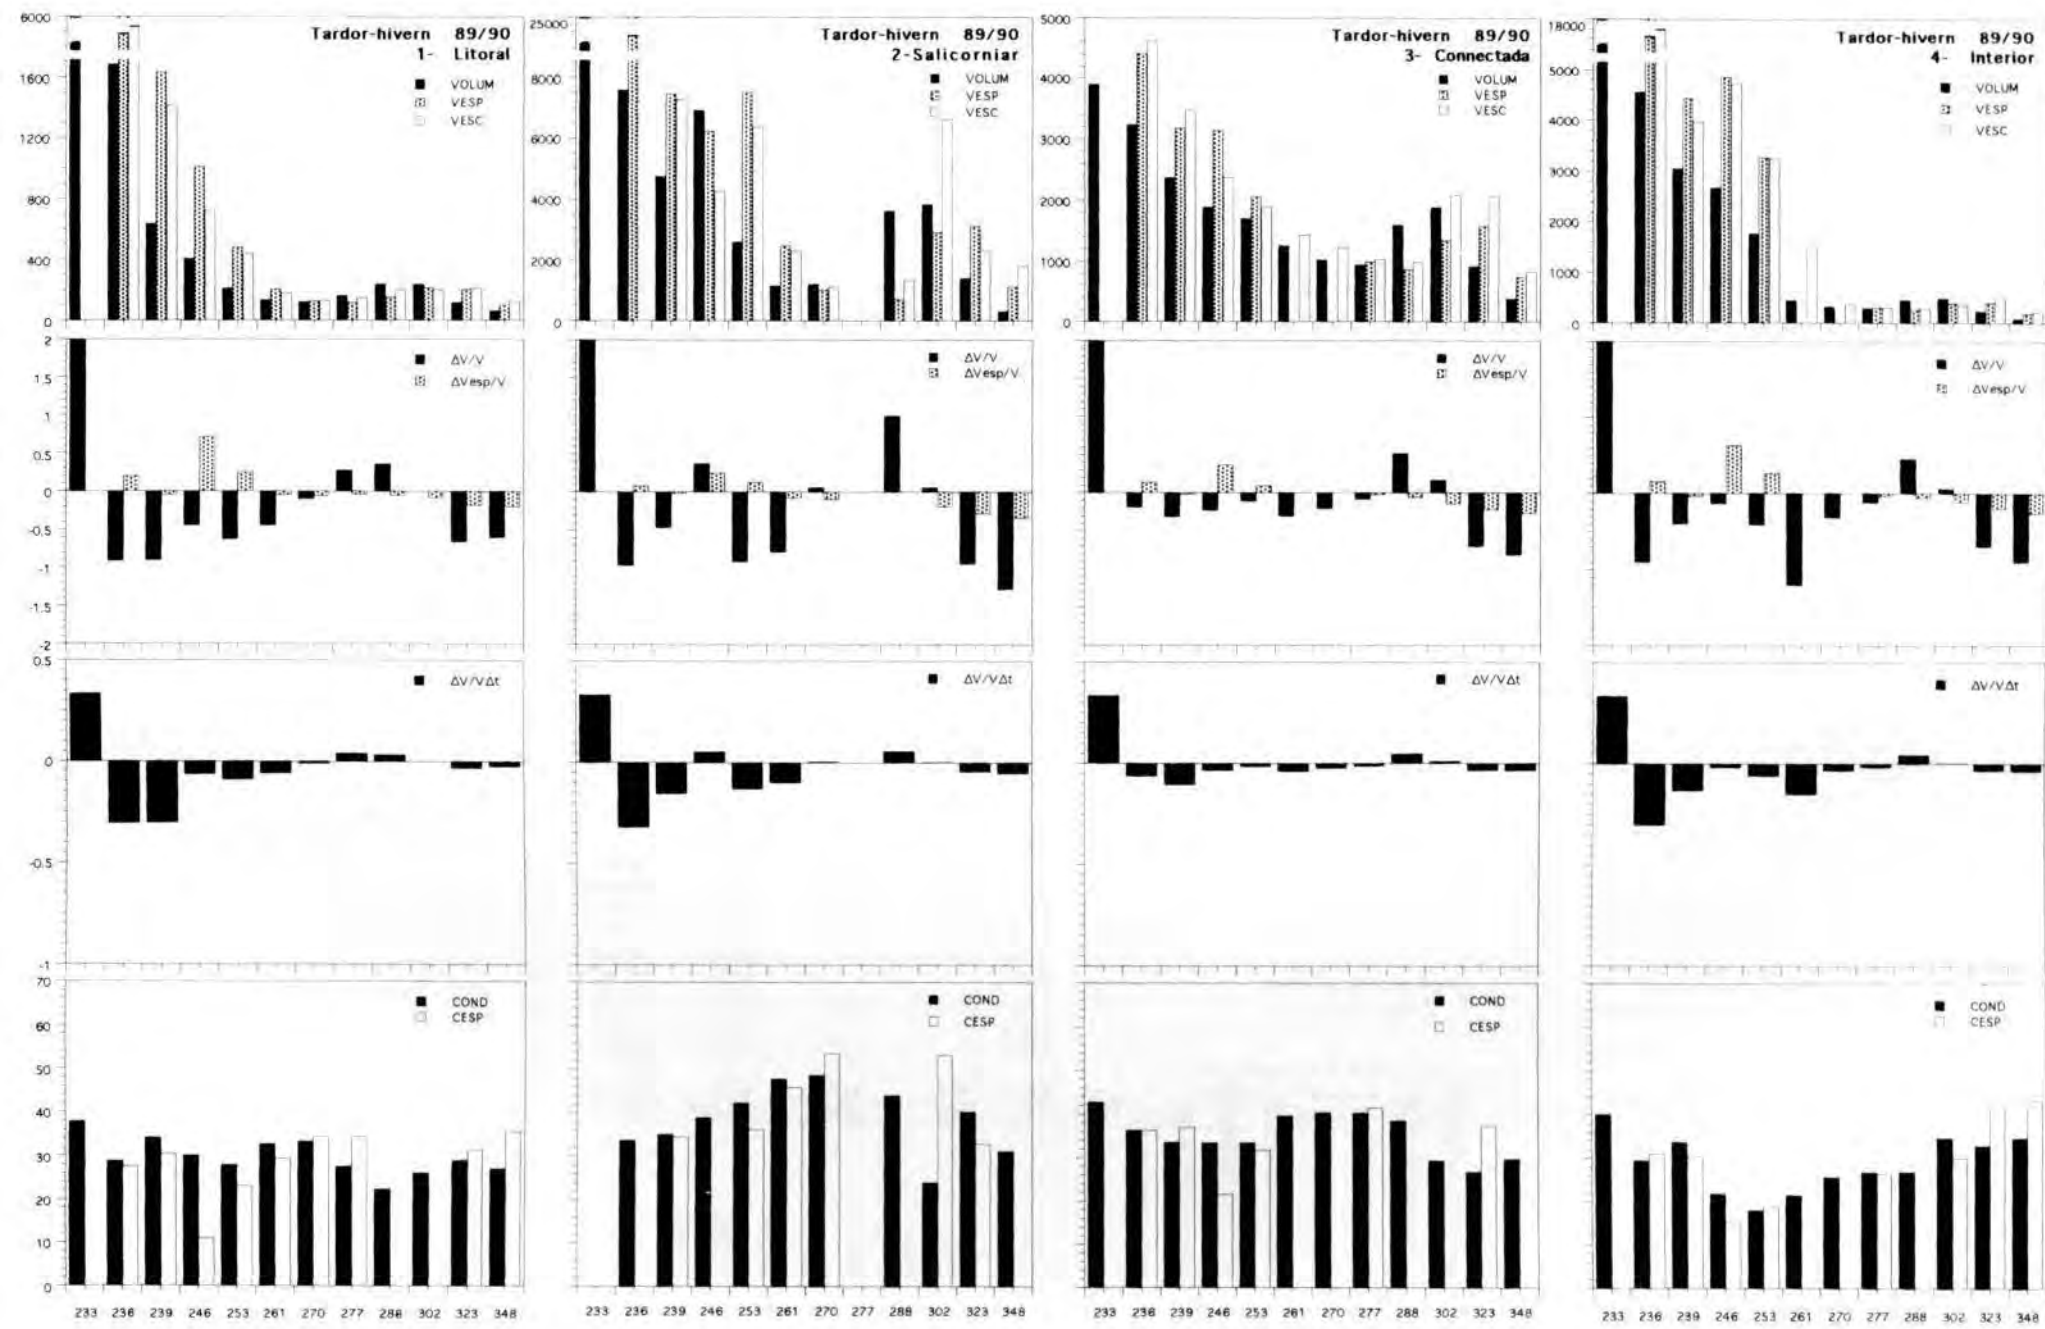 6000
1600
1200
800
400
0
Tardor-hivern 89/90
1- Litoral
VOLUM
VESP
VESC
25000
8000
6000
4000
2000
0
Tardor-hivern 89/90
2-Salicorniar
VOLUM
VESP
VESC
5000
4000
3000
2000
1000
0
Tardor-hivern 89/90
3- Connectada
VOLUM
VESP
VESC
18000
5000
4000
3000
2000
1000
0
Tardor-hivern 89/90
4- Interior
VOLUM
VESP
VESC
2
1.5
1
0.5
0
-0.5
-1
-1.5
-2
ΔV/V
ΔVesp/V
ΔV/V
ΔVesp/V
ΔV/V
ΔVesp/V
ΔV/V
ΔVesp/V
0.5
0
-0.5
-1
ΔV/VΔt
ΔV/VΔt
ΔV/VΔt
ΔV/VΔt
70
60
50
40
30
20
10
0
COND
CESP
COND
CESP
COND
CESP
COND
CESP
233 236 239 246 253 261 270 277 288 302 323 348
233 236 239 246 253 261 270 277 288 302 323 348
233 236 239 246 253 261 270 277 288 302 323 348
233 236 239 246 253 261 270 277 288 302 323 348